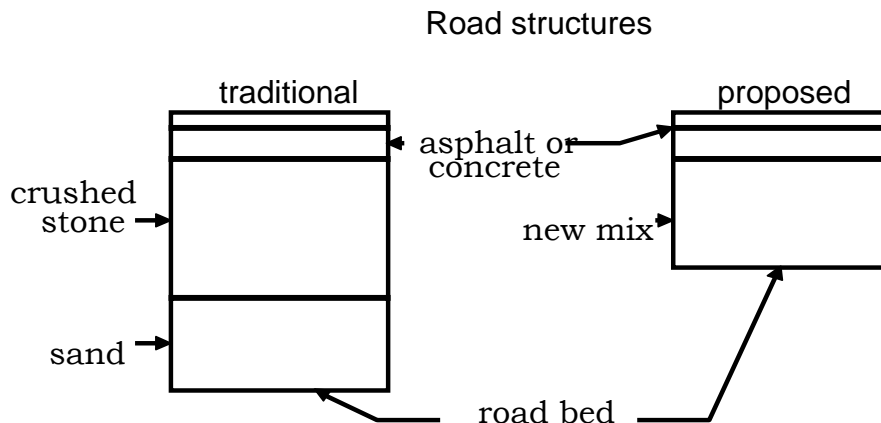 Road structures
traditional
proposed
asphalt or
concrete
crushed
stone
new mix
sand
road bed